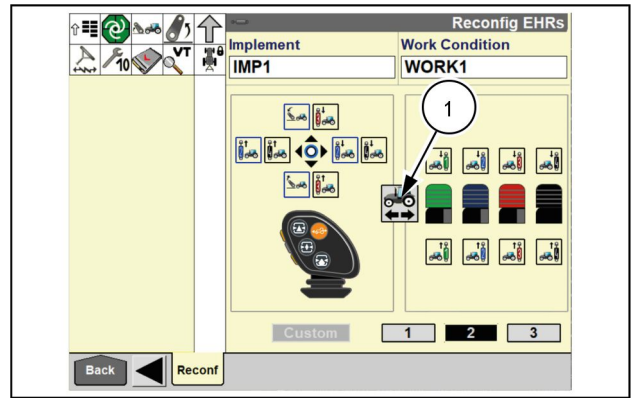 Reconfig EHRs
Implement
Work Condition
IMP1
WORK1
10
L
VT
1
Custom
1
2
3
Back
Reconf